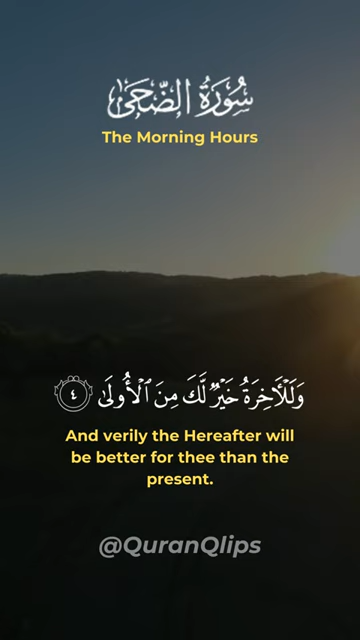 سُورَةُ الضُّحَىٰ
The Morning Hours
وَلَلْآخِرَةُ خَيْرٌ لَّكَ مِنَ ٱلْأُولَىٰ ٤
And verily the Hereafter will
be better for thee than the
present.
@QuranQlips